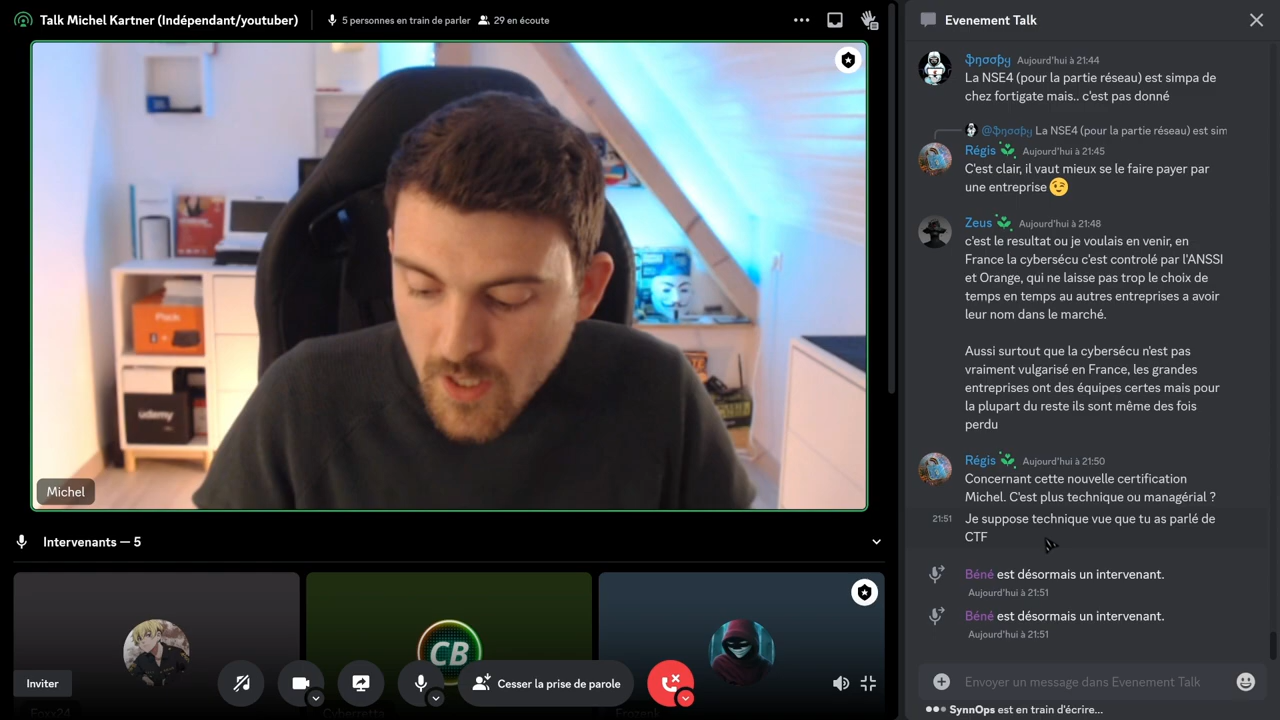 Talk Michel Kartner (Indépendant/youtuber)
5 personnes en train de parler
29 en écoute
Evenement Talk
Michel
udemy
Intervenants — 5
CB
Inviter
Cesser la prise de parole
Aujourd'hui à 21:44
La NSE4 (pour la partie réseau) est simpa de
chez fortigate mais.. c'est pas donné
La NSE4 (pour la partie réseau) est sim
Régis Aujourd'hui à 21:45
C'est clair, il vaut mieux se le faire payer par
une entreprise 😉
Zeus Aujourd'hui à 21:48
c'est le resultat ou je voulais en venir, en
France la cybersécu c'est controlé par l'ANSSI
et Orange, qui ne laisse pas trop le choix de
temps en temps au autres entreprises a avoir
leur nom dans le marché.
Aussi surtout que la cybersécu n'est pas
vraiment vulgarisé en France, les grandes
entreprises ont des équipes certes mais pour
la plupart du reste ils sont même des fois
perdu
Régis Aujourd'hui à 21:50
Concernant cette nouvelle certification
Michel. C'est plus technique ou managérial ?
21:51 Je suppose technique vue que tu as parlé de
CTF
Béné est désormais un intervenant.
Aujourd'hui à 21:51
Béné est désormais un intervenant.
Aujourd'hui à 21:51
Envoyer un message dans Evenement Talk
SynnOps est en train d'écrire...